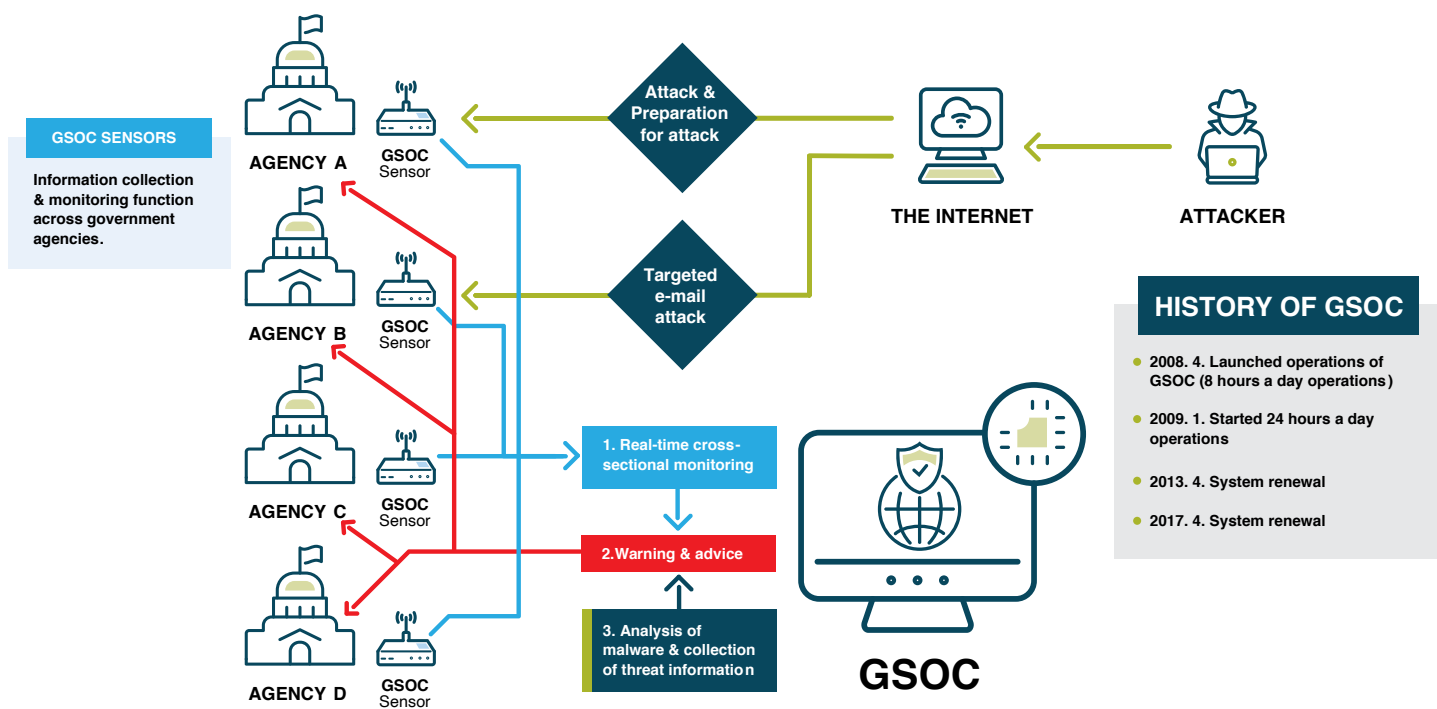 GSOC SENSORS
Information collection
& monitoring function
across government
agencies.
AGENCY A
GSOC
Sensor
AGENCY B
GSOC
Sensor
AGENCY C
GSOC
Sensor
AGENCY D
GSOC
Sensor
Attack &
Preparation
for attack
Targeted
e-mail
attack
THE INTERNET
ATTACKER
1. Real-time cross-
sectional monitoring
2.Warning & advice
3. Analysis of
malware & collection
of threat information
GSOC
HISTORY OF GSOC
2008. 4. Launched operations of
GSOC (8 hours a day operations)
2009. 1. Started 24 hours a day
operations
2013. 4. System renewal
2017. 4. System renewal